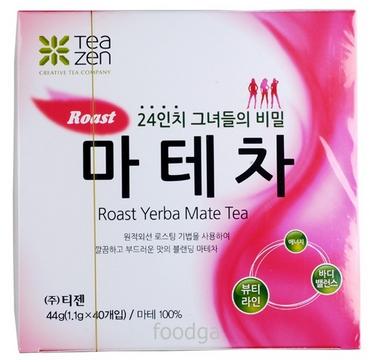 Tea
zen
CREATIVE TEA COMPANY
Roast
24인치 그녀들의 비밀
마테차
Roast Yerba Mate Tea
원적외선 로스팅 기법을 사용하여
깔끔하고 부드러운 맛의 블랜딩 마테차
에너지
바디
밸런스
뷰티
라인
(주)티젠
44g(1.1g×40개입) / 마테 100%
foodga